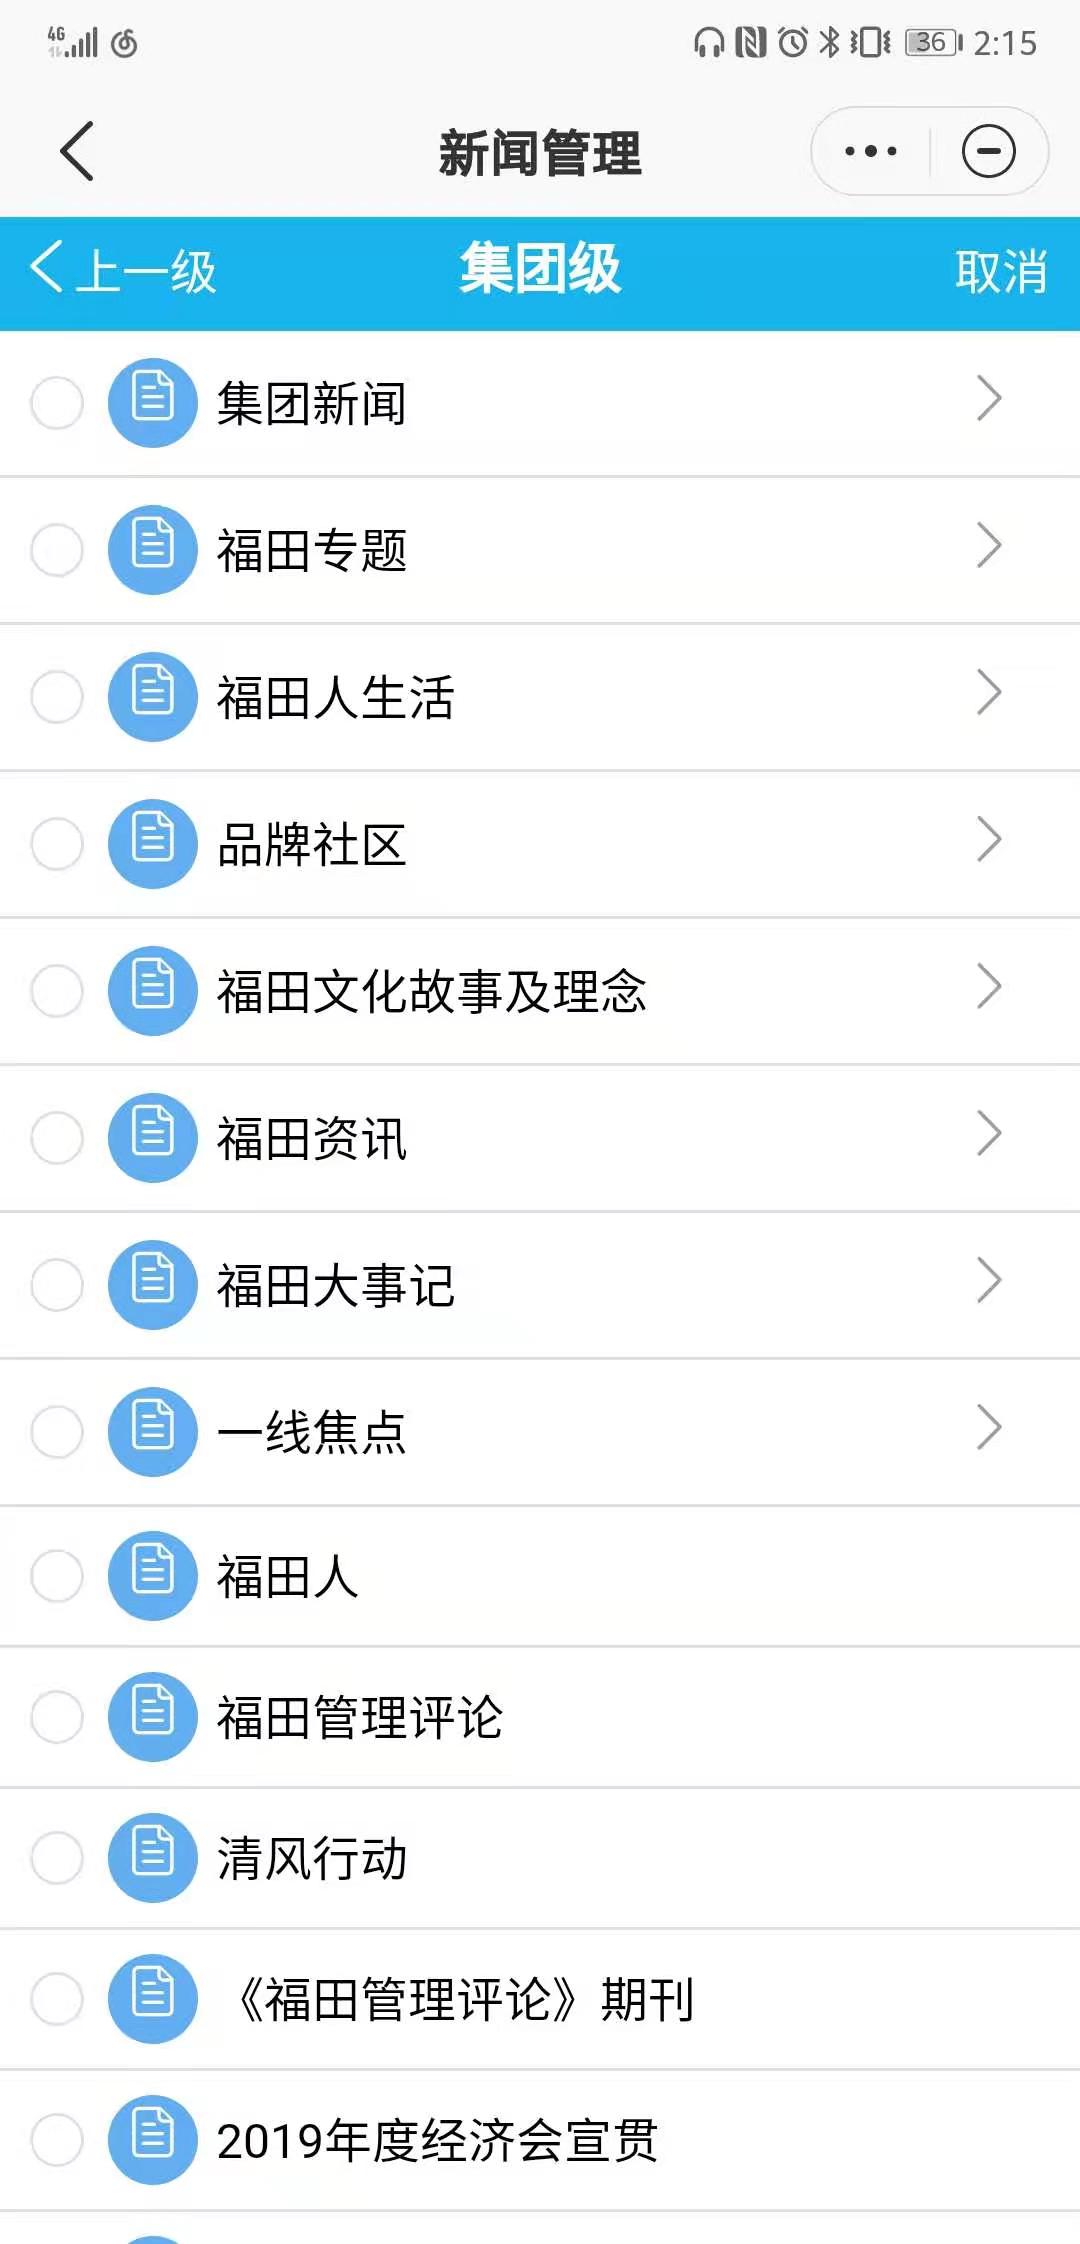 4G 36 2:15
新闻管理
上一级 集团级 取消
集团新闻
福田专题
福田人生活
品牌社区
福田文化故事及理念
福田资讯
福田大事记
一线焦点
福田人
福田管理评论
清风行动
《福田管理评论》期刊
2019年度经济会宣贯